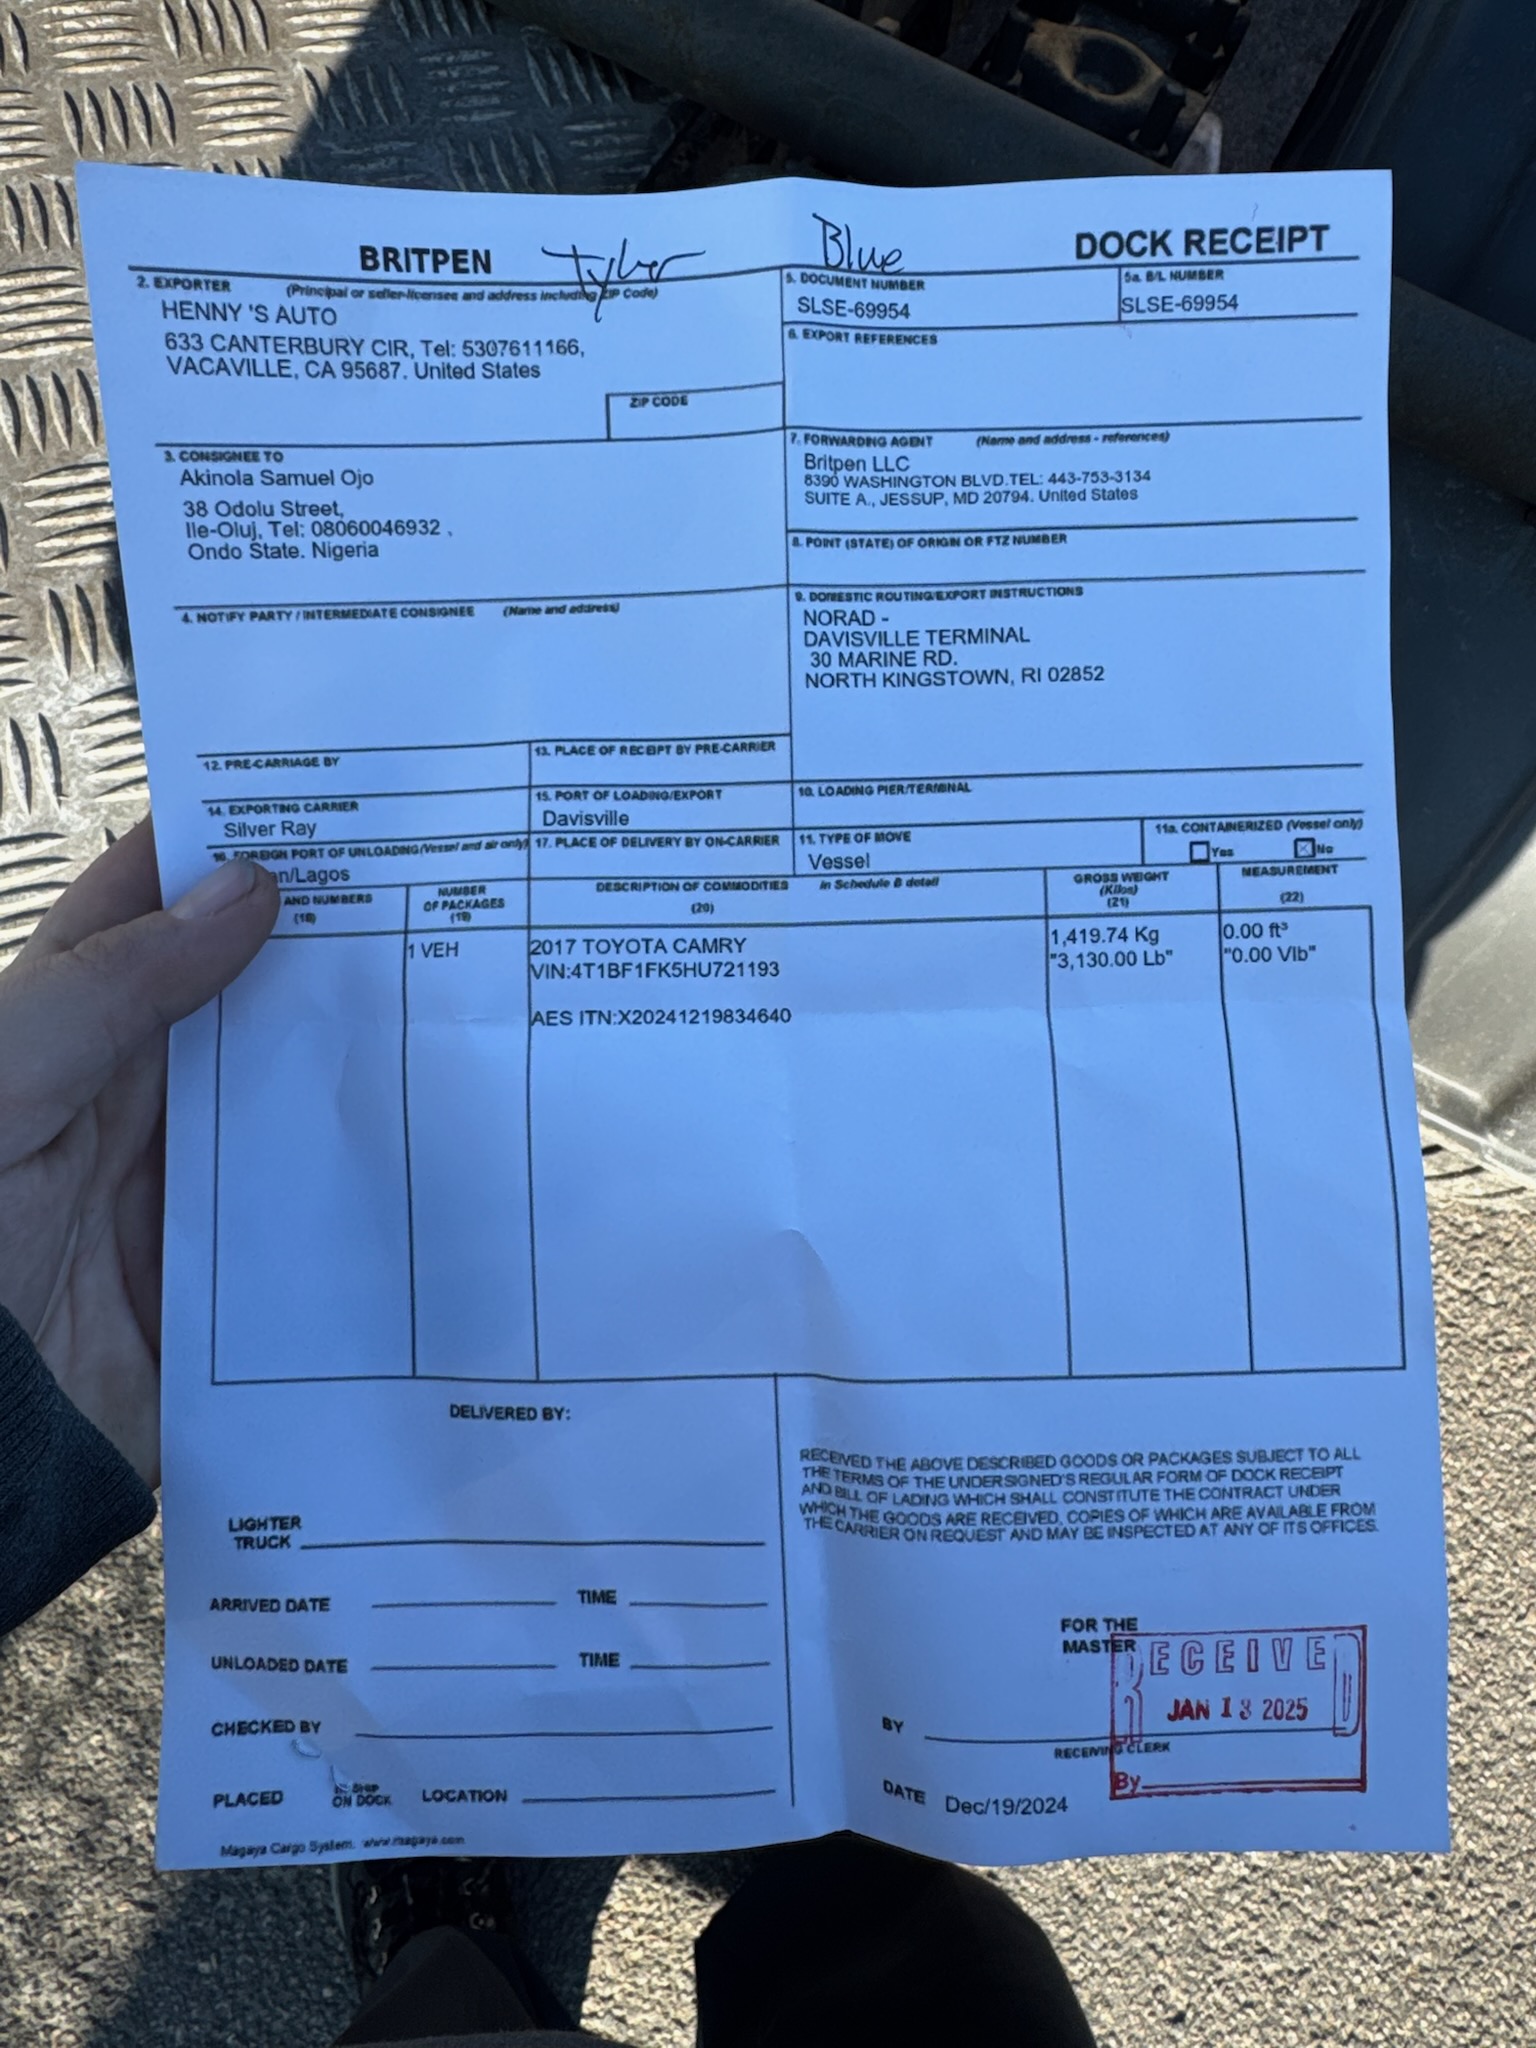 BRITPEN Tyler Blue DOCK RECEIPT
2. EXPORTER (Principal or seller-licensee and address including ZIP Code)
HENNY 'S AUTO
633 CANTERBURY CIR, Tel: 5307611166,
VACAVILLE, CA 95687. United States
ZIP CODE
5. DOCUMENT NUMBER
SLSE-69954
5a. B/L NUMBER
SLSE-69954
6. EXPORT REFERENCES
3. CONSIGNEE TO
Akinola Samuel Ojo
38 Odolu Street,
Ile-Oluj, Tel: 08060046932 ,
Ondo State. Nigeria
7. FORWARDING AGENT (Name and address - references)
Britpen LLC
8390 WASHINGTON BLVD.TEL: 443-753-3134
SUITE A., JESSUP, MD 20794. United States
8. POINT (STATE) OF ORIGIN OR FTZ NUMBER
4. NOTIFY PARTY / INTERMEDIATE CONSIGNEE (Name and address)
9. DOMESTIC ROUTING/EXPORT INSTRUCTIONS
NORAD -
DAVISVILLE TERMINAL
30 MARINE RD.
NORTH KINGSTOWN, RI 02852
12. PRE-CARRIAGE BY
13. PLACE OF RECEIPT BY PRE-CARRIER
14. EXPORTING CARRIER
Silver Ray
15. PORT OF LOADING/EXPORT
Davisville
10. LOADING PIER/TERMINAL
16. FOREIGN PORT OF UNLOADING (Vessel and air only)
an/Lagos
17. PLACE OF DELIVERY BY ON-CARRIER
11. TYPE OF MOVE
Vessel
11a. CONTAINERIZED (Vessel only)
Yes No
AND NUMBERS
(18)
NUMBER
OF PACKAGES
(19)
DESCRIPTION OF COMMODITIES in Schedule B detail
(20)
GROSS WEIGHT
(Kilos)
(21)
MEASUREMENT
(22)
1 VEH
2017 TOYOTA CAMRY
VIN:4T1BF1FK5HU721193
AES ITN:X20241219834640
1,419.74 Kg
"3,130.00 Lb"
0.00 ft³
"0.00 Vlb"
DELIVERED BY:
LIGHTER
TRUCK
ARRIVED DATE TIME
UNLOADED DATE TIME
CHECKED BY
PLACED IN SHIP
ON DOCK LOCATION
Magaya Cargo System. www.magaya.com
RECEIVED THE ABOVE DESCRIBED GOODS OR PACKAGES SUBJECT TO ALL
THE TERMS OF THE UNDERSIGNED'S REGULAR FORM OF DOCK RECEIPT
AND BILL OF LADING WHICH SHALL CONSTITUTE THE CONTRACT UNDER
WHICH THE GOODS ARE RECEIVED, COPIES OF WHICH ARE AVAILABLE FROM
THE CARRIER ON REQUEST AND MAY BE INSPECTED AT ANY OF ITS OFFICES.
FOR THE
MASTER
RECEIVED
JAN 13 2025
By
BY
RECEIVING CLERK
DATE Dec/19/2024